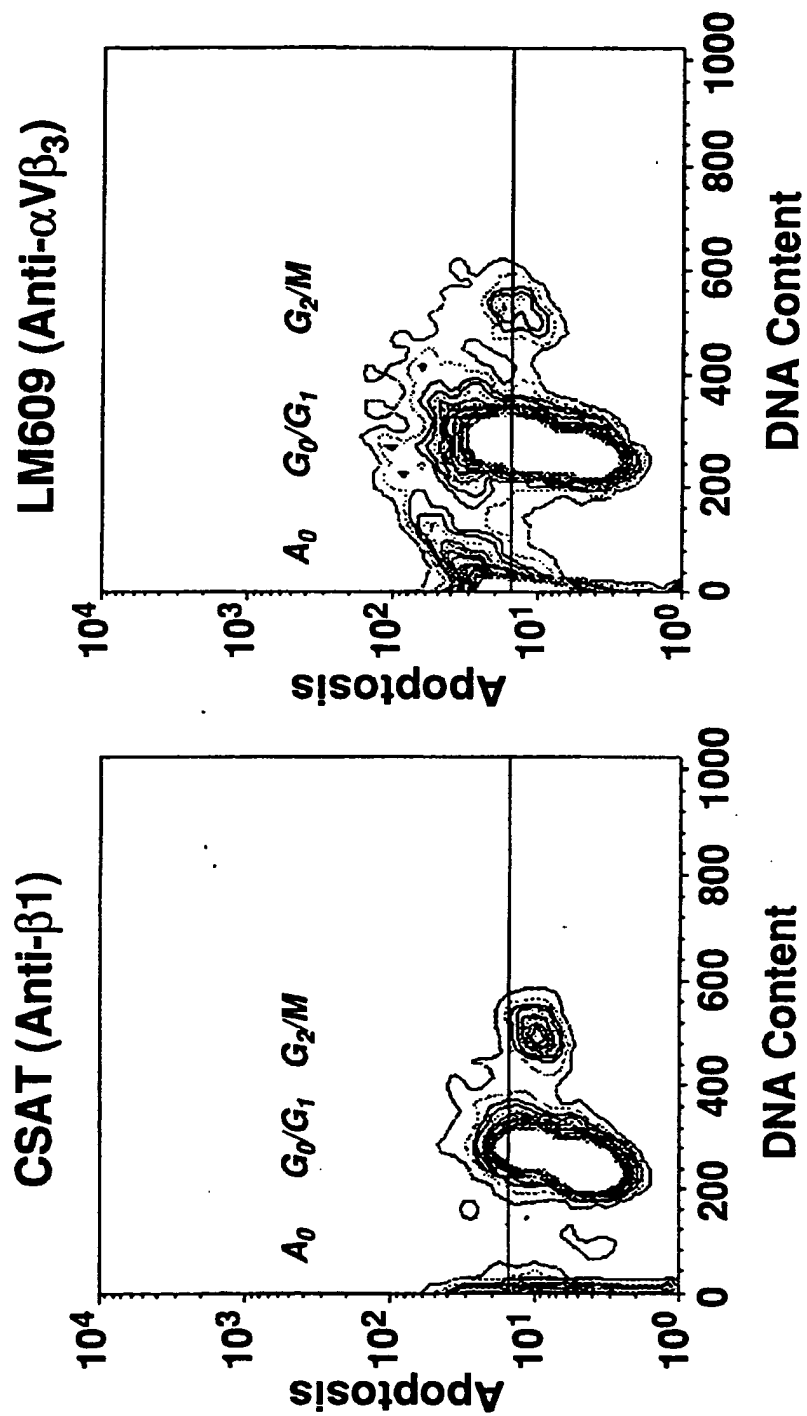 CSAT (Anti-β1)
Apoptosis
10⁴
10³
10²
10¹
10⁰
A₀ G₀/G₁ G₂/M
0 200 400 600 800 1000
DNA Content
LM609 (Anti-αVβ₃)
Apoptosis
10⁴
10³
10²
10¹
10⁰
A₀ G₀/G₁ G₂/M
0 200 400 600 800 1000
DNA Content